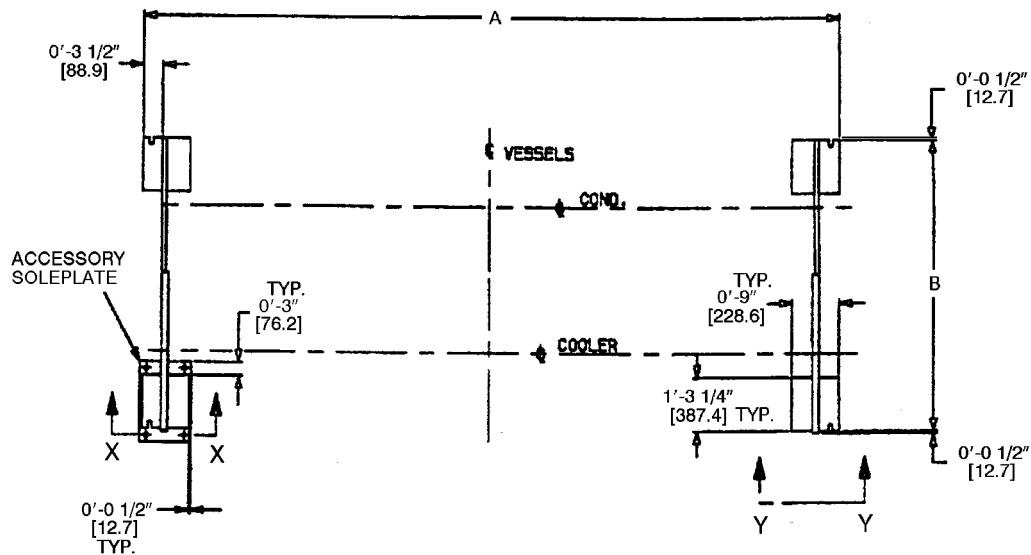 A
0′-3 1/2″
[88.9]
0′-0 1/2″
[12.7]
℄ VESSELS
℄ COND.
ACCESSORY
SOLEPLATE
TYP.
0′-3″
[76.2]
TYP.
0′-9″
[228.6]
B
℄ COOLER
1′-3 1/4″
[387.4] TYP.
X X
0′-0 1/2″
[12.7]
0′-0 1/2″
[12.7]
TYP.
Y Y